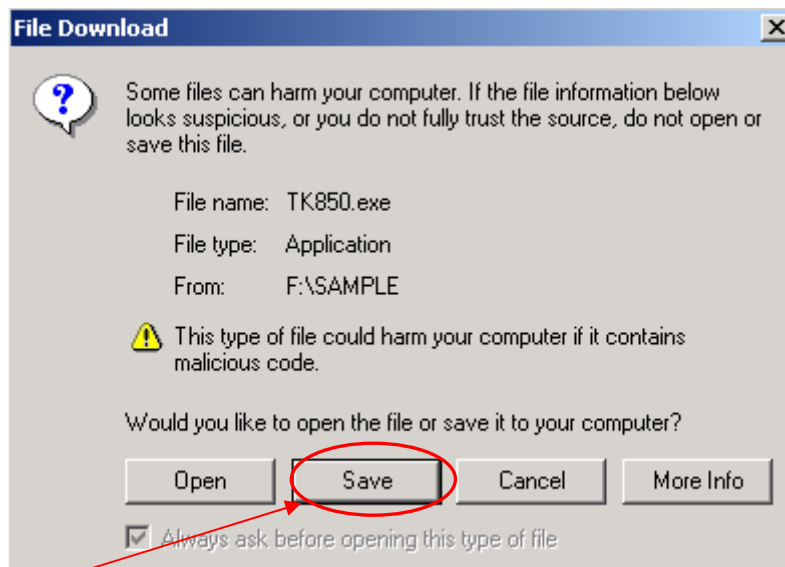 File Download
Some files can harm your computer. If the file information below
looks suspicious, or you do not fully trust the source, do not open or
save this file.
File name: TK850.exe
File type: Application
From: F:\SAMPLE
This type of file could harm your computer if it contains
malicious code.
Would you like to open the file or save it to your computer?
Open Save Cancel More Info
Always ask before opening this type of file